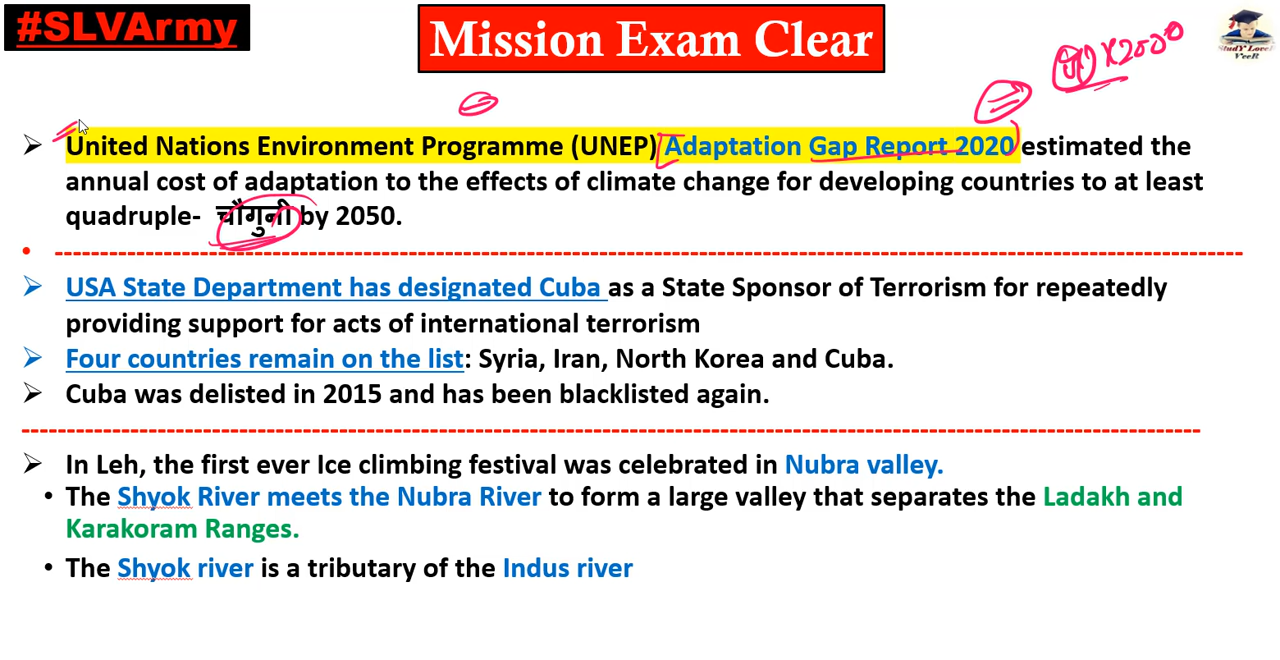 #SLVArmy
Mission Exam Clear
StudY LoveR
VeeR
United Nations Environment Programme (UNEP) Adaptation Gap Report 2020 estimated the
annual cost of adaptation to the effects of climate change for developing countries to at least
quadruple- चौगुनी by 2050.
USA State Department has designated Cuba as a State Sponsor of Terrorism for repeatedly
providing support for acts of international terrorism
Four countries remain on the list: Syria, Iran, North Korea and Cuba.
Cuba was delisted in 2015 and has been blacklisted again.
In Leh, the first ever Ice climbing festival was celebrated in Nubra valley.
The Shyok River meets the Nubra River to form a large valley that separates the Ladakh and
Karakoram Ranges.
The Shyok river is a tributary of the Indus river